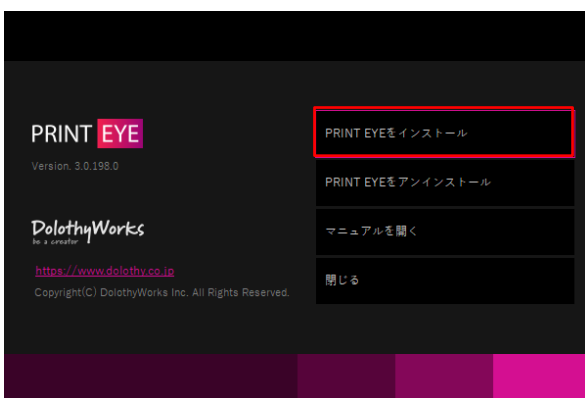 PRINT EYE
Version. 3.0.198.0
DolothyWorks
be a creator
https://www.dolothy.co.jp
Copyright(C) DolothyWorks Inc. All Rights Reserved.
PRINT EYEをインストール
PRINT EYEをアンインストール
マニュアルを開く
閉じる